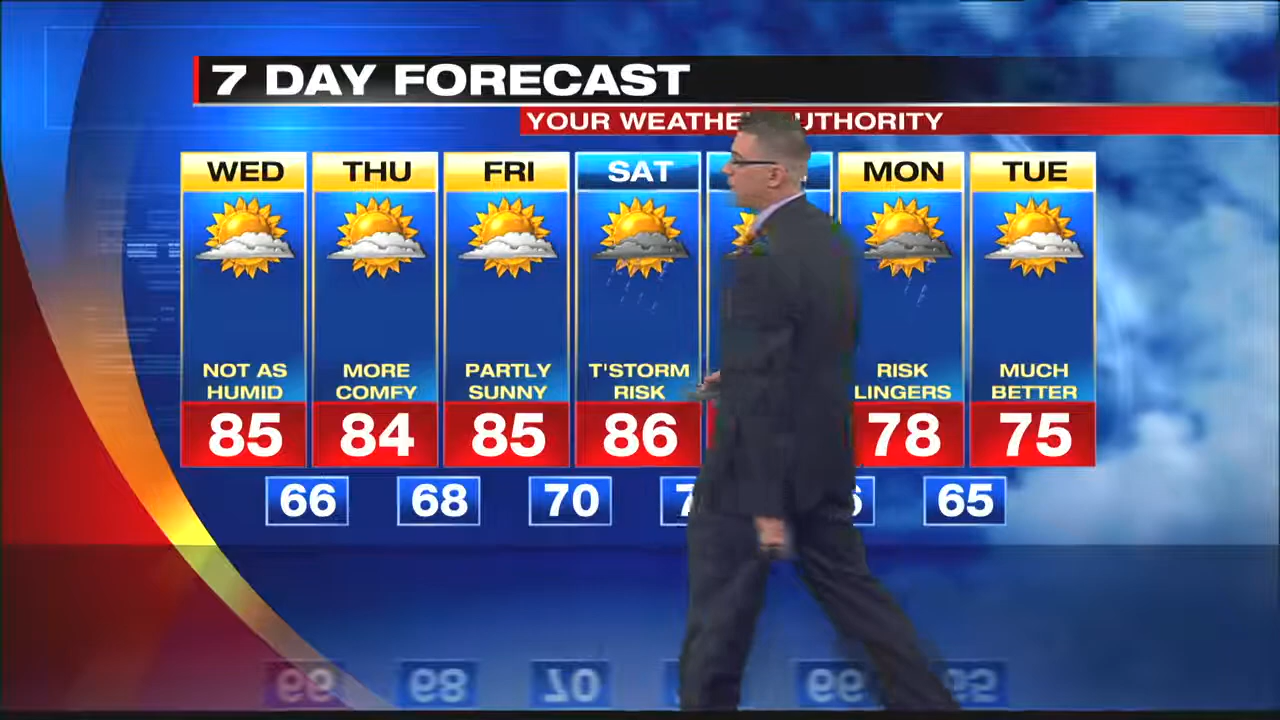 7 DAY FORECAST
YOUR WEATHER AUTHORITY
WED THU FRI SAT MON TUE
NOT AS HUMID
MORE COMFY
PARTLY SUNNY
T'STORM RISK
RISK LINGERS
MUCH BETTER
85 84 85 86 78 75
66 68 70 65